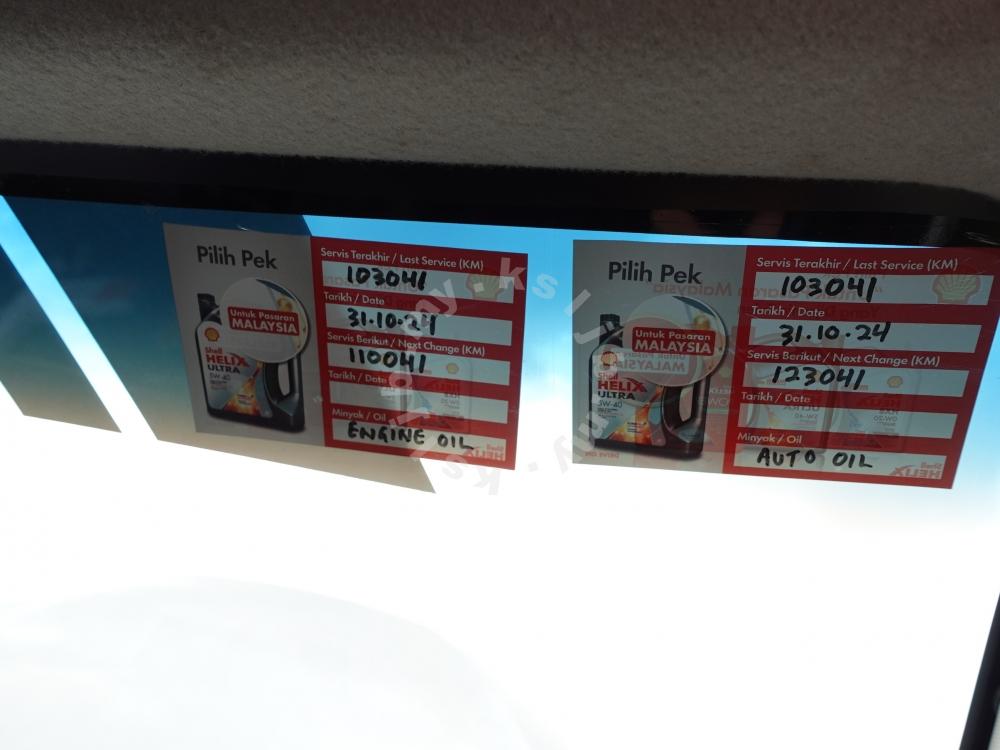 Pilih Pek
Untuk Pasaran
MALAYSIA
Shell
HELIX
ULTRA
5W-40
Servis Terakhir / Last Service (KM)
103041
Tarikh / Date
31.10.24
Servis Berikut / Next Change (KM)
110041
Tarikh / Date
Minyak / Oil
ENGINE OIL
Pilih Pek
Untuk Pasaran
MALAYSIA
Shell
HELIX
ULTRA
5W-40
Servis Terakhir / Last Service (KM)
103041
Tarikh / Date
31.10.24
Servis Berikut / Next Change (KM)
123041
Tarikh / Date
Minyak / Oil
AUTO OIL